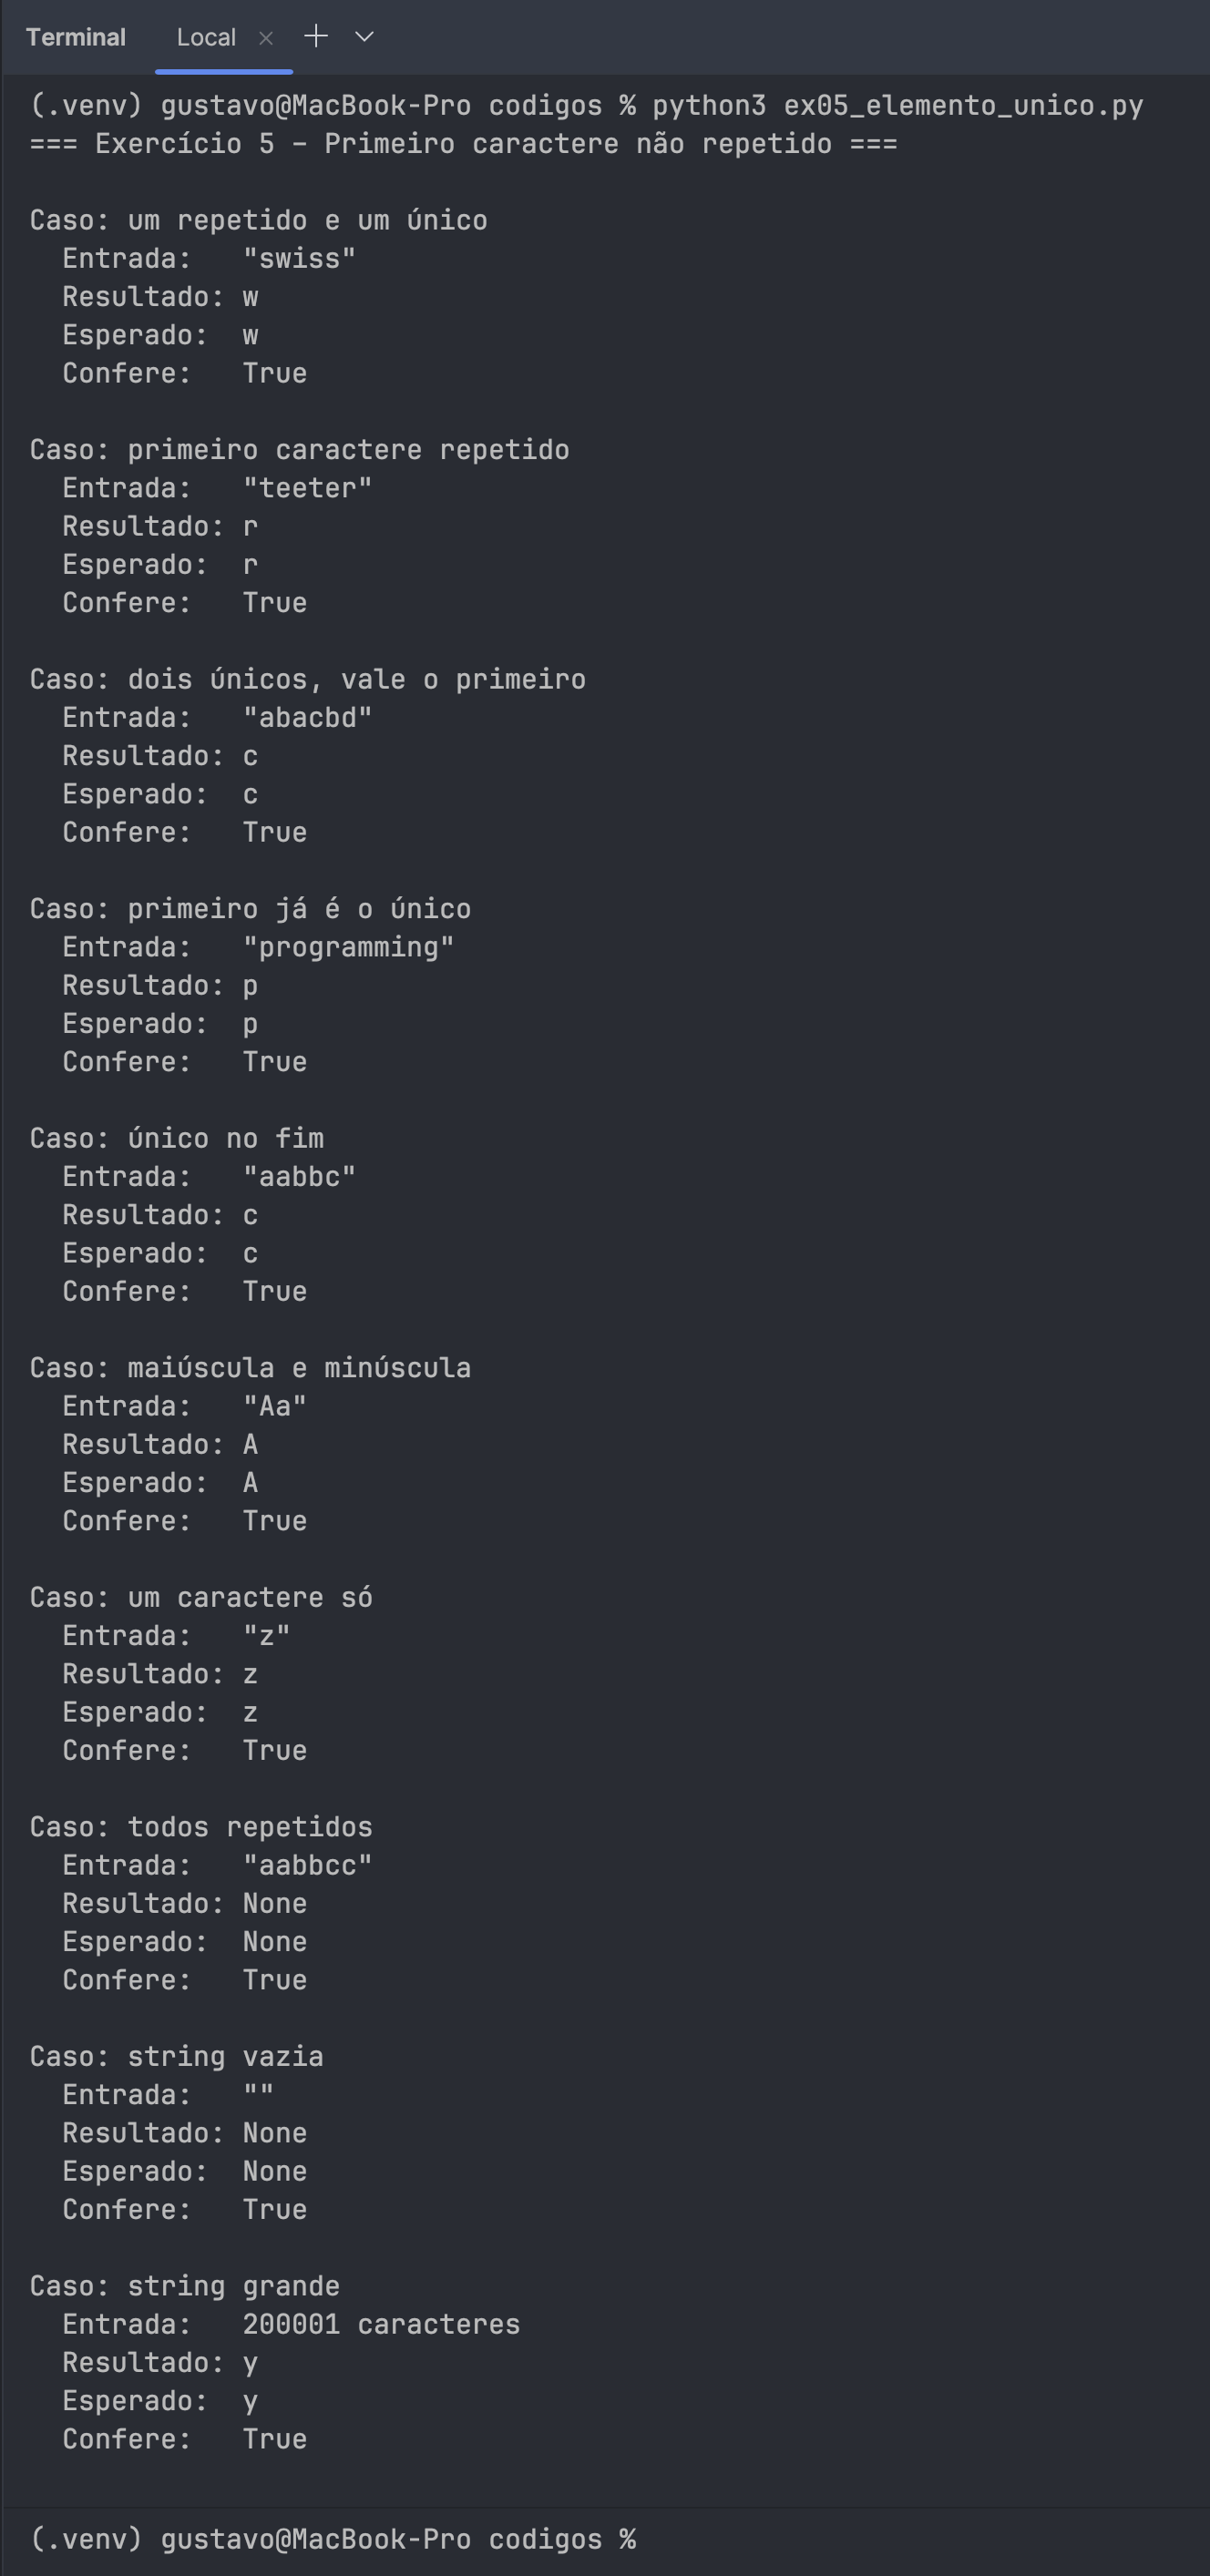 Terminal Local × + ⌄
(.venv) gustavo@MacBook-Pro codigos % python3 ex05_elemento_unico.py
=== Exercício 5 - Primeiro caractere não repetido ===

Caso: um repetido e um único
  Entrada:   "swiss"
  Resultado: w
  Esperado:  w
  Confere:   True

Caso: primeiro caractere repetido
  Entrada:   "teeter"
  Resultado: r
  Esperado:  r
  Confere:   True

Caso: dois únicos, vale o primeiro
  Entrada:   "abacbd"
  Resultado: c
  Esperado:  c
  Confere:   True

Caso: primeiro já é o único
  Entrada:   "programming"
  Resultado: p
  Esperado:  p
  Confere:   True

Caso: único no fim
  Entrada:   "aabbc"
  Resultado: c
  Esperado:  c
  Confere:   True

Caso: maiúscula e minúscula
  Entrada:   "Aa"
  Resultado: A
  Esperado:  A
  Confere:   True

Caso: um caractere só
  Entrada:   "z"
  Resultado: z
  Esperado:  z
  Confere:   True

Caso: todos repetidos
  Entrada:   "aabbcc"
  Resultado: None
  Esperado:  None
  Confere:   True

Caso: string vazia
  Entrada:   ""
  Resultado: None
  Esperado:  None
  Confere:   True

Caso: string grande
  Entrada:   200001 caracteres
  Resultado: y
  Esperado:  y
  Confere:   True

(.venv) gustavo@MacBook-Pro codigos %